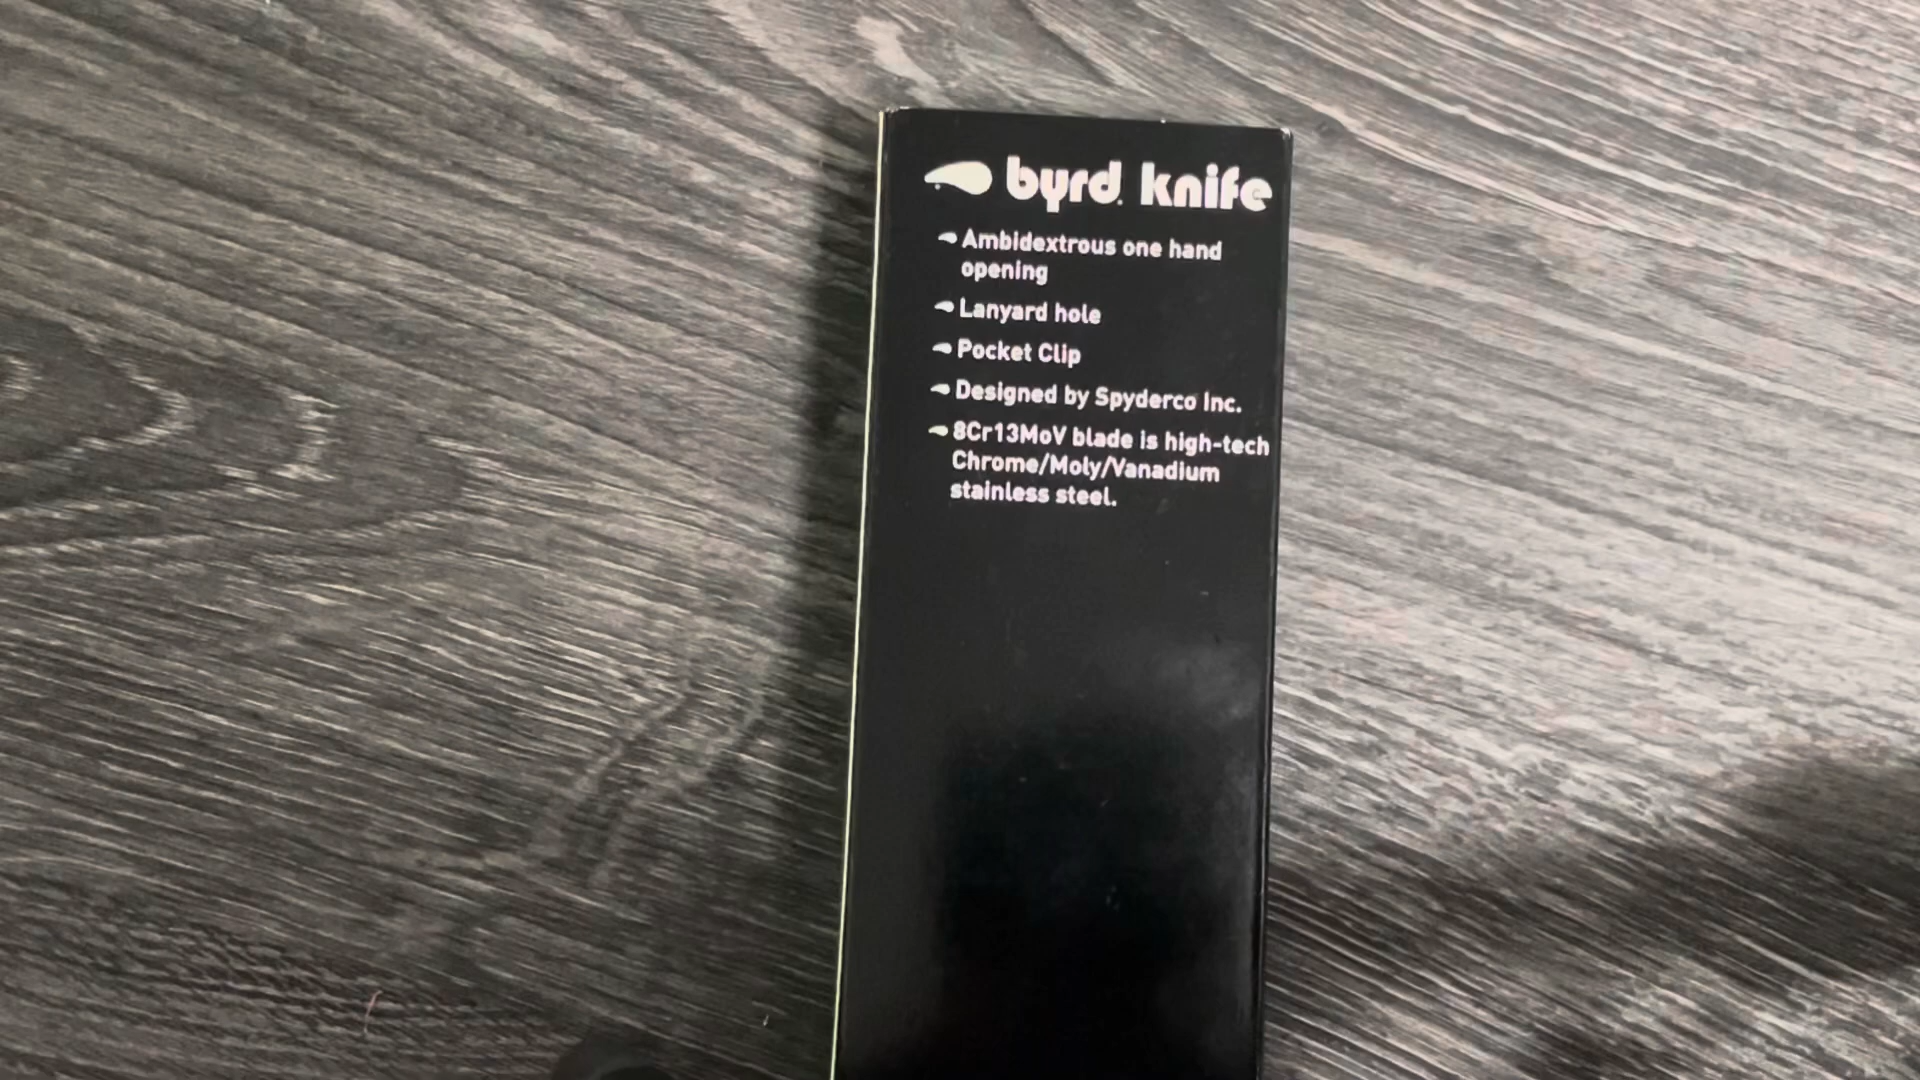 byrd. knife
Ambidextrous one hand
opening
Lanyard hole
Pocket Clip
Designed by Spyderco Inc.
8Cr13MoV blade is high-tech
Chrome/Moly/Vanadium
stainless steel.